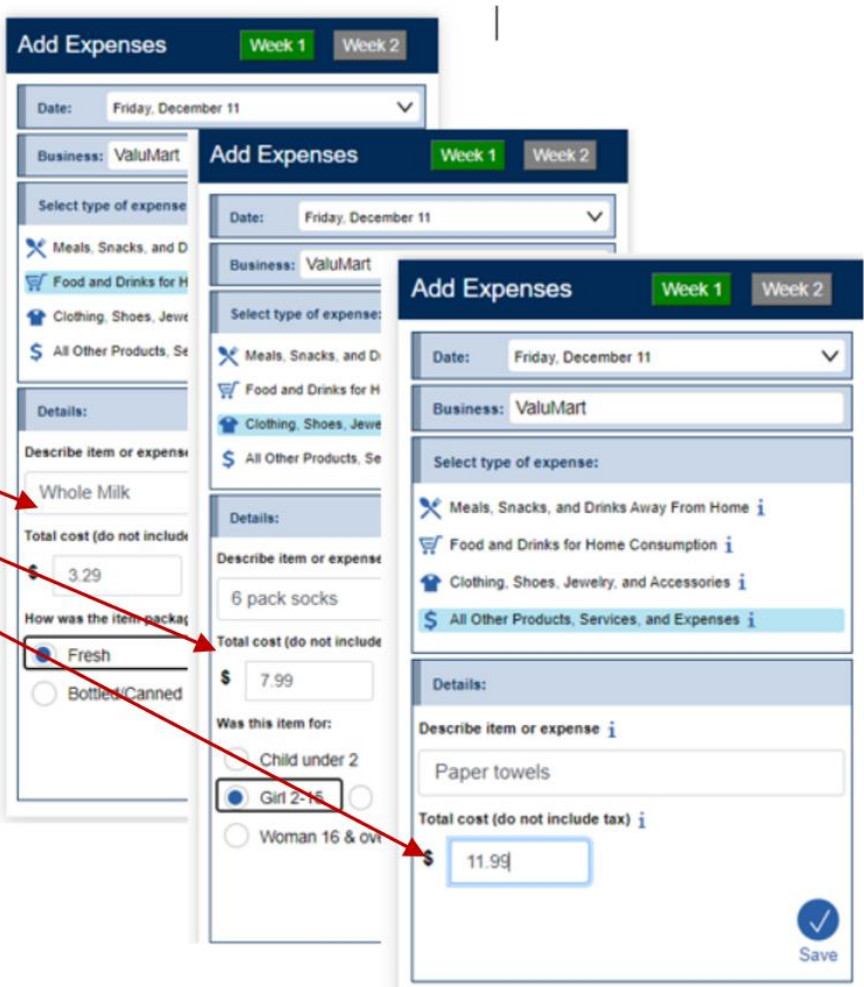 Add Expenses Week 1 Week 2
Date: Friday, December 11
Business: ValuMart
Select type of expense
Meals, Snacks, and D
Food and Drinks for H
Clothing, Shoes, Jewe
$ All Other Products, Se
Details:
Describe item or expense
Whole Milk
Total cost (do not include
$ 3.29
How was the item packag
Fresh
Bottled/Canned
Add Expenses Week 1 Week 2
Date: Friday, December 11
Business: ValuMart
Select type of expense:
Meals, Snacks, and D
Food and Drinks for H
Clothing, Shoes, Jewe
$ All Other Products, Se
Details:
Describe item or expense
6 pack socks
Total cost (do not include
$ 7.99
Was this item for:
Child under 2
Girl 2-15
Woman 16 & ove
Add Expenses Week 1 Week 2
Date: Friday, December 11
Business: ValuMart
Select type of expense:
Meals, Snacks, and Drinks Away From Home i
Food and Drinks for Home Consumption i
Clothing, Shoes, Jewelry, and Accessories i
$ All Other Products, Services, and Expenses i
Details:
Describe item or expense i
Paper towels
Total cost (do not include tax) i
$ 11.99
Save